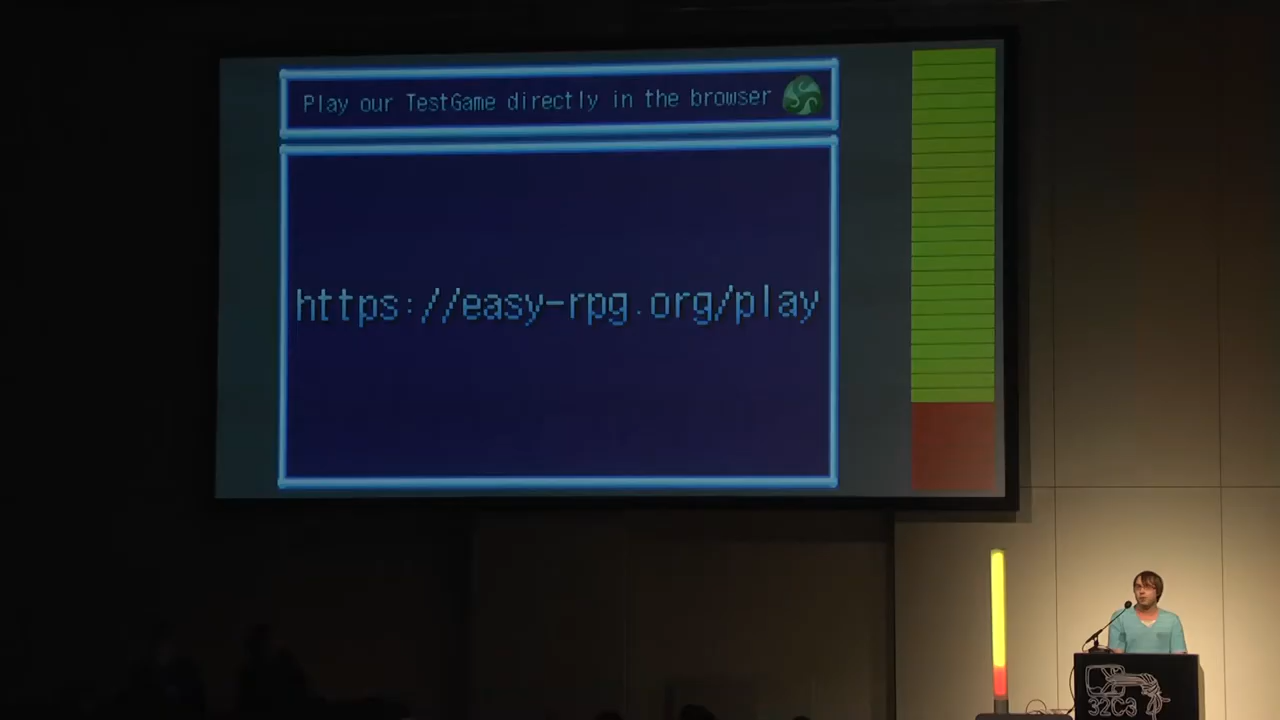 Play our TestGame directly in the browser
https://easy-rpg.org/play
32C3